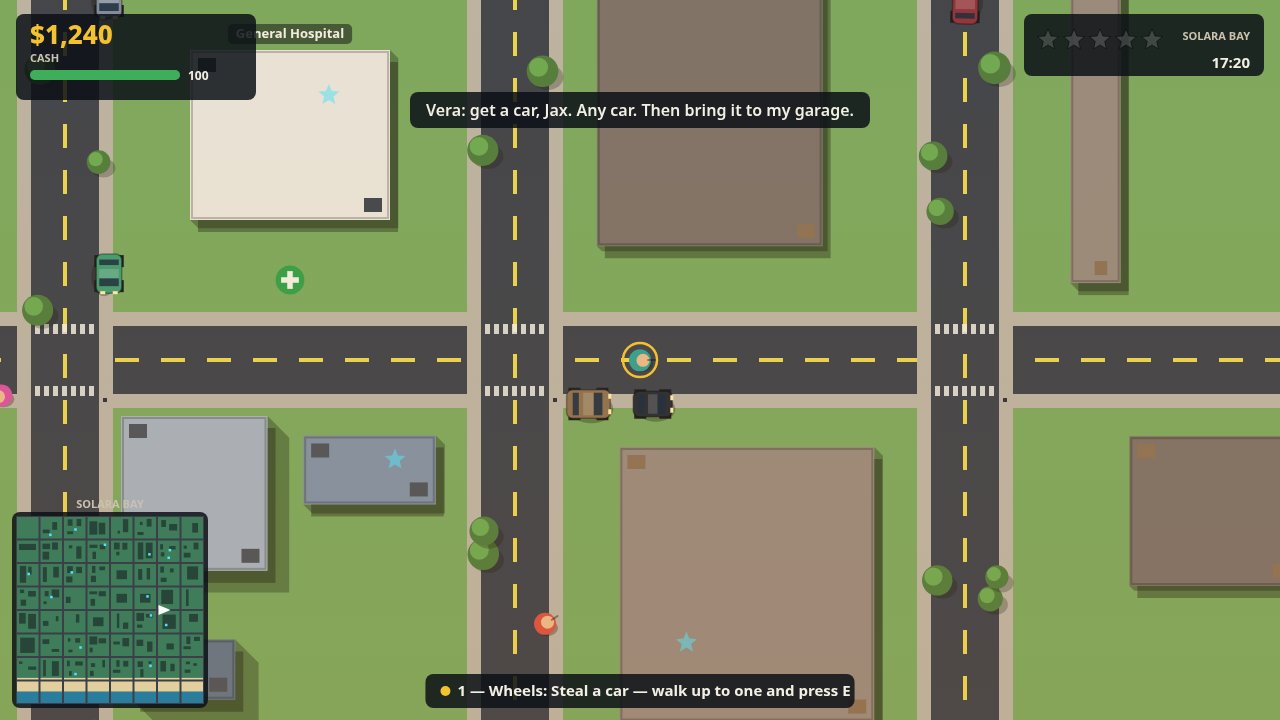 $1,240
CASH
100
General Hospital
SOLARA BAY
17:20
Vera: get a car, Jax. Any car. Then bring it to my garage.
SOLARA BAY
1 — Wheels: Steal a car — walk up to one and press E